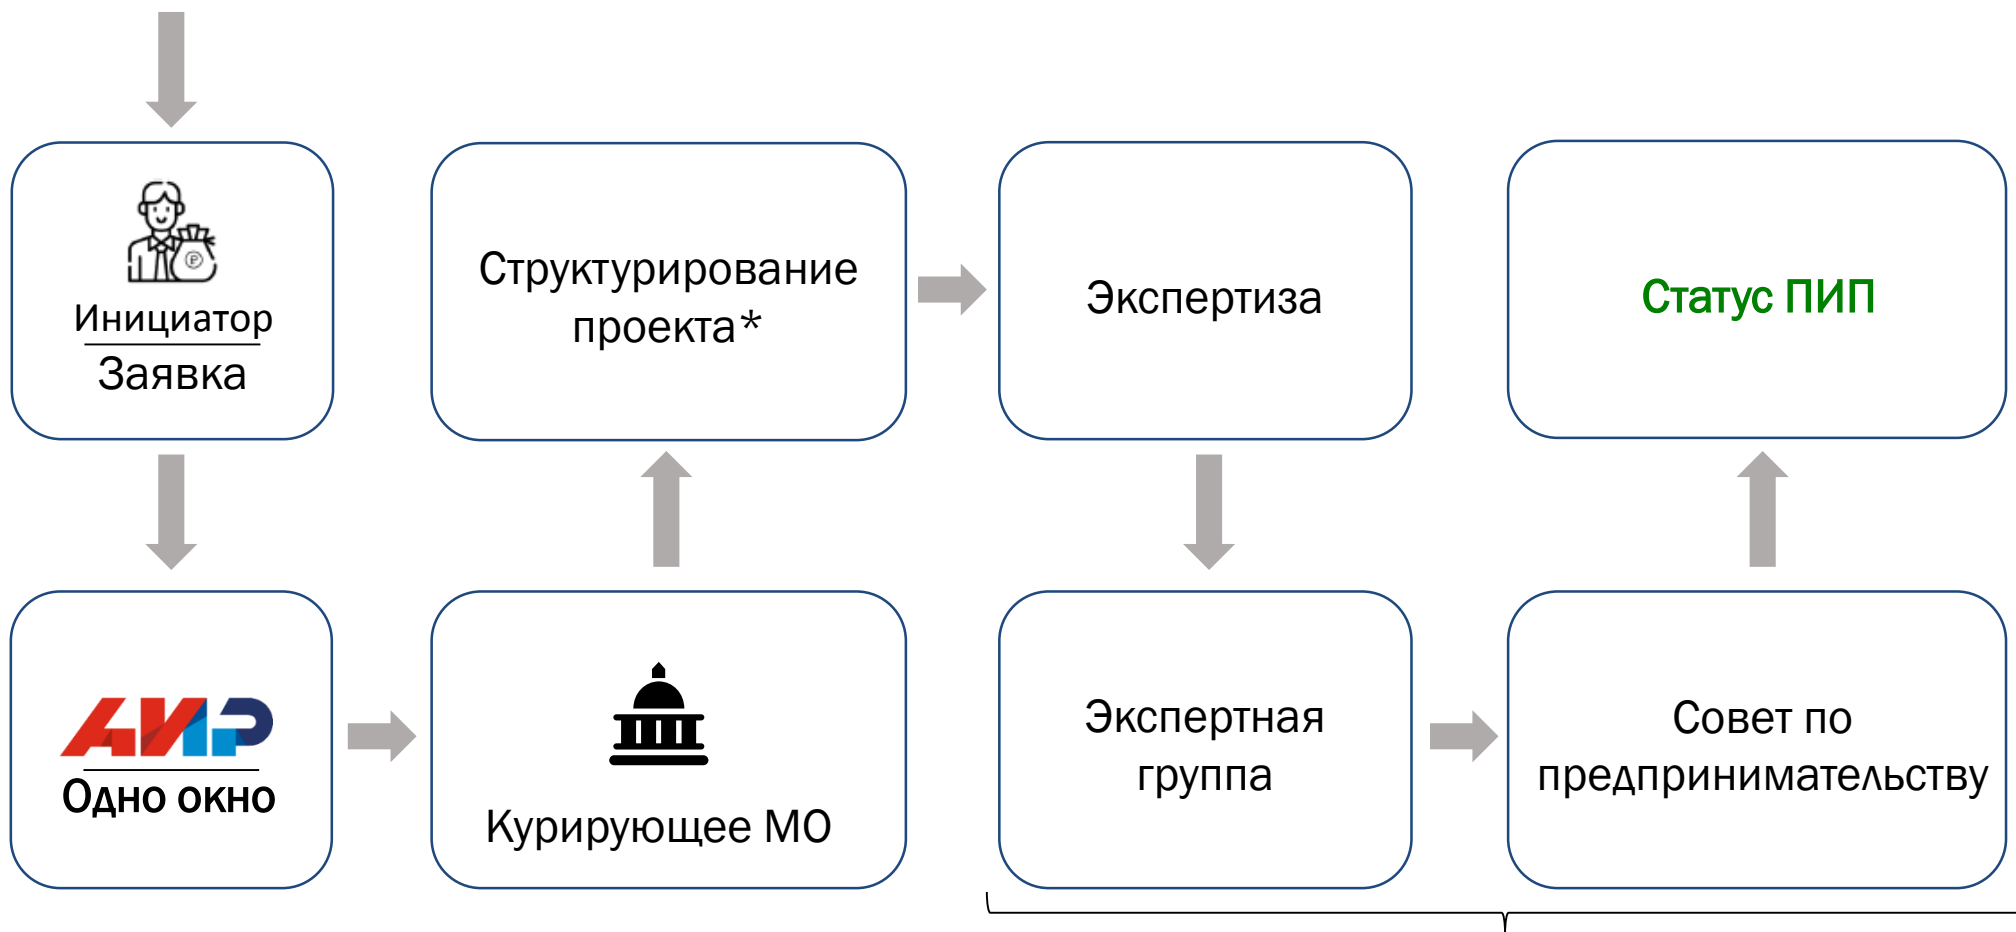 Инициатор
Заявка
АИР
Одно окно
Курирующее МО
Структурирование
проекта*
Экспертиза
Экспертная
группа
Совет по
предпринимательству
Статус ПИП